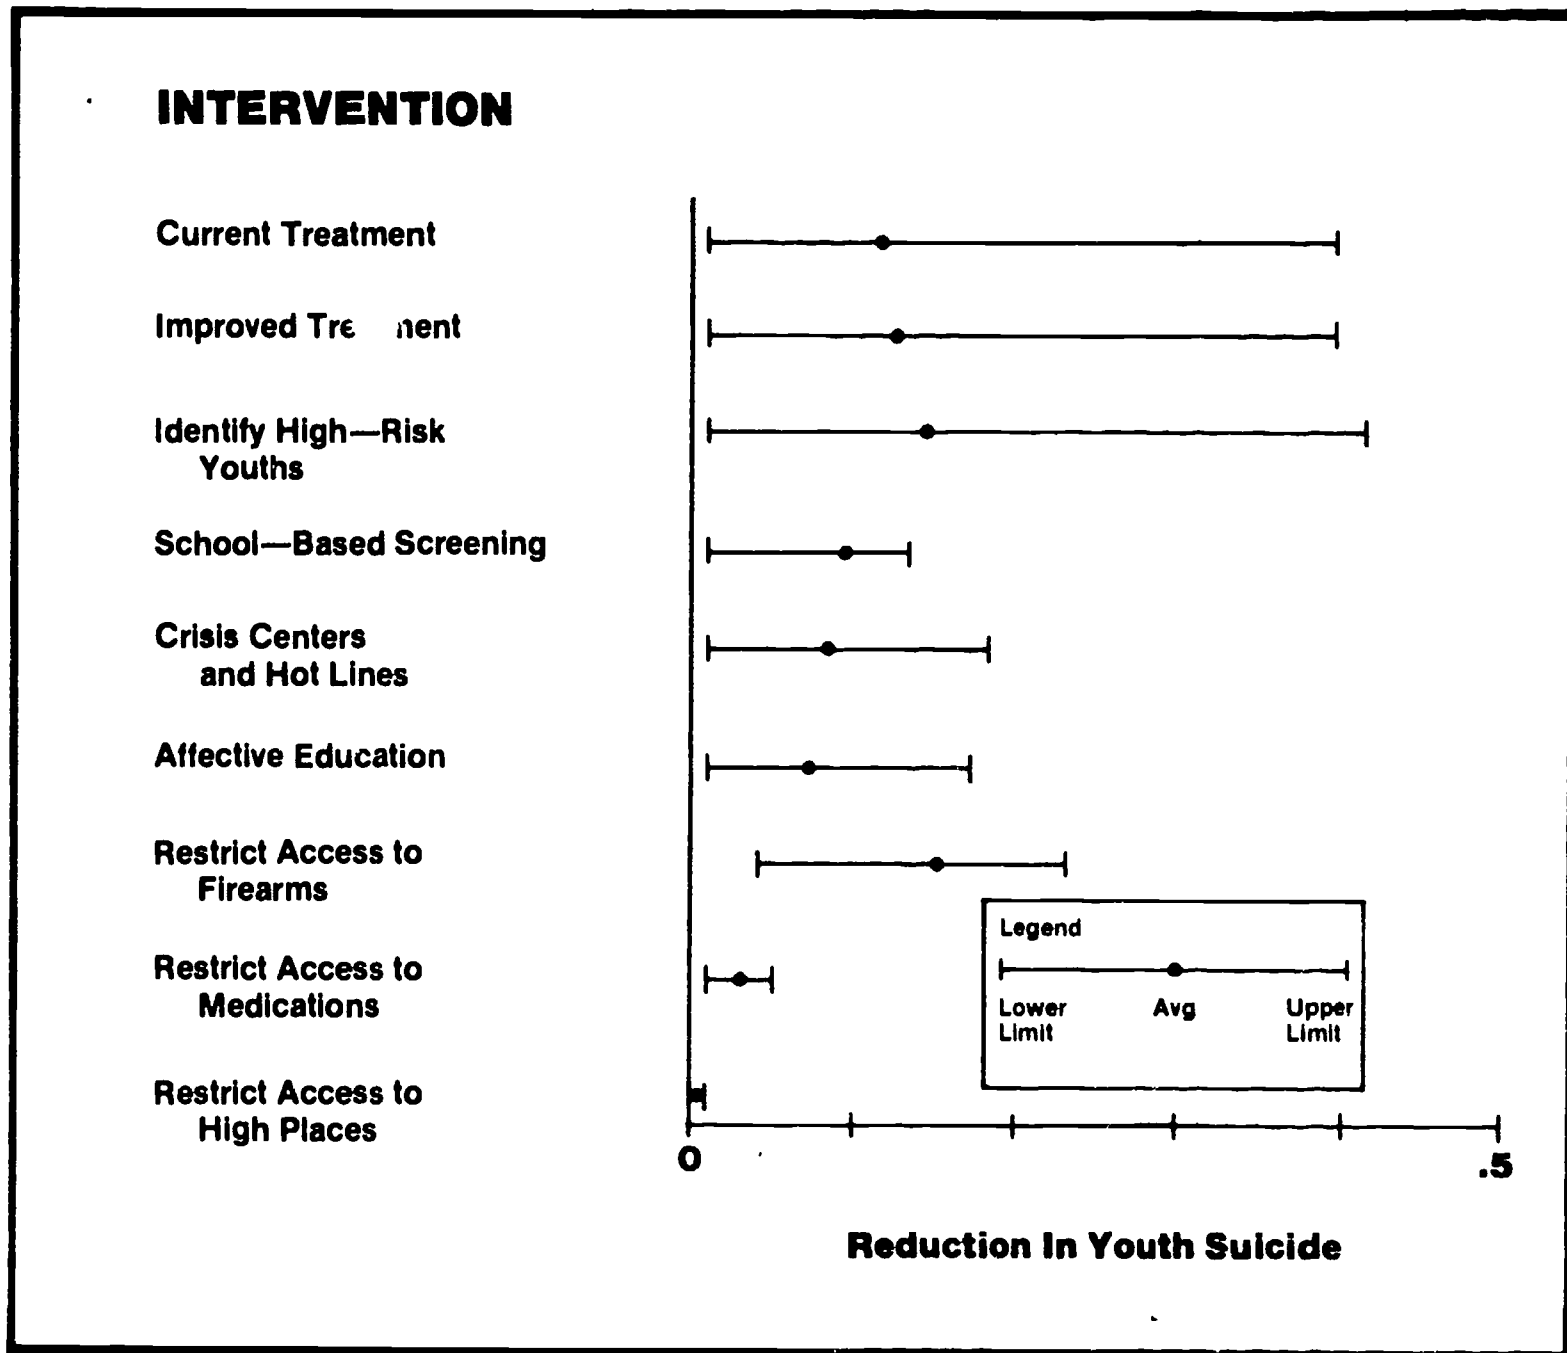 INTERVENTION
Current Treatment
Improved
Identify High—Risk
Youths
School—Based Screening
Crisis Centers
and Hot Lines
Affective Education
Restrict Access to
Firearms
Legend
Lower Avg Upper
Limit Limit
Restrict Access to
Medications
Restrict Access to
High Places
0 .5
Reduction In Youth Suicide